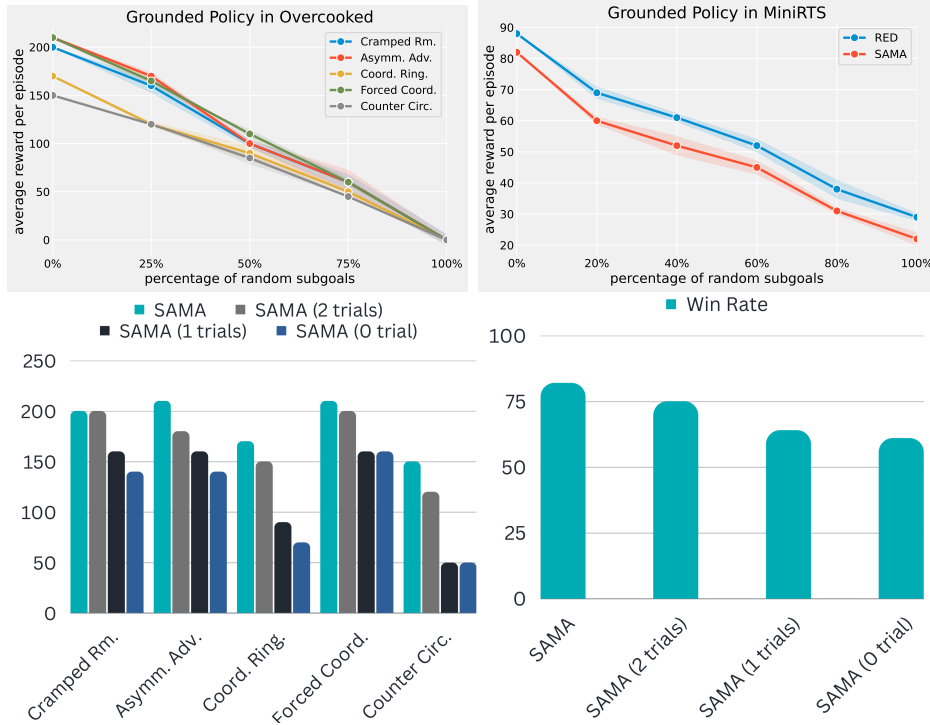 Grounded Policy in Overcooked
average reward per episode
200
150
100
50
0
Cramped Rm.
Asymm. Adv.
Coord. Ring.
Forced Coord.
Counter Circ.
0% 25% 50% 75% 100%
percentage of random subgoals
Grounded Policy in MiniRTS
average reward per episode
90
80
70
60
50
40
30
20
RED
SAMA
0% 20% 40% 60% 80% 100%
percentage of random subgoals
SAMA SAMA (2 trials)
SAMA (1 trials) SAMA (0 trial)
250
200
150
100
50
0
Cramped Rm.
Asymm. Adv.
Coord. Ring.
Forced Coord.
Counter Circ.
Win Rate
100
75
50
25
0
SAMA
SAMA (2 trials)
SAMA (1 trials)
SAMA (0 trial)